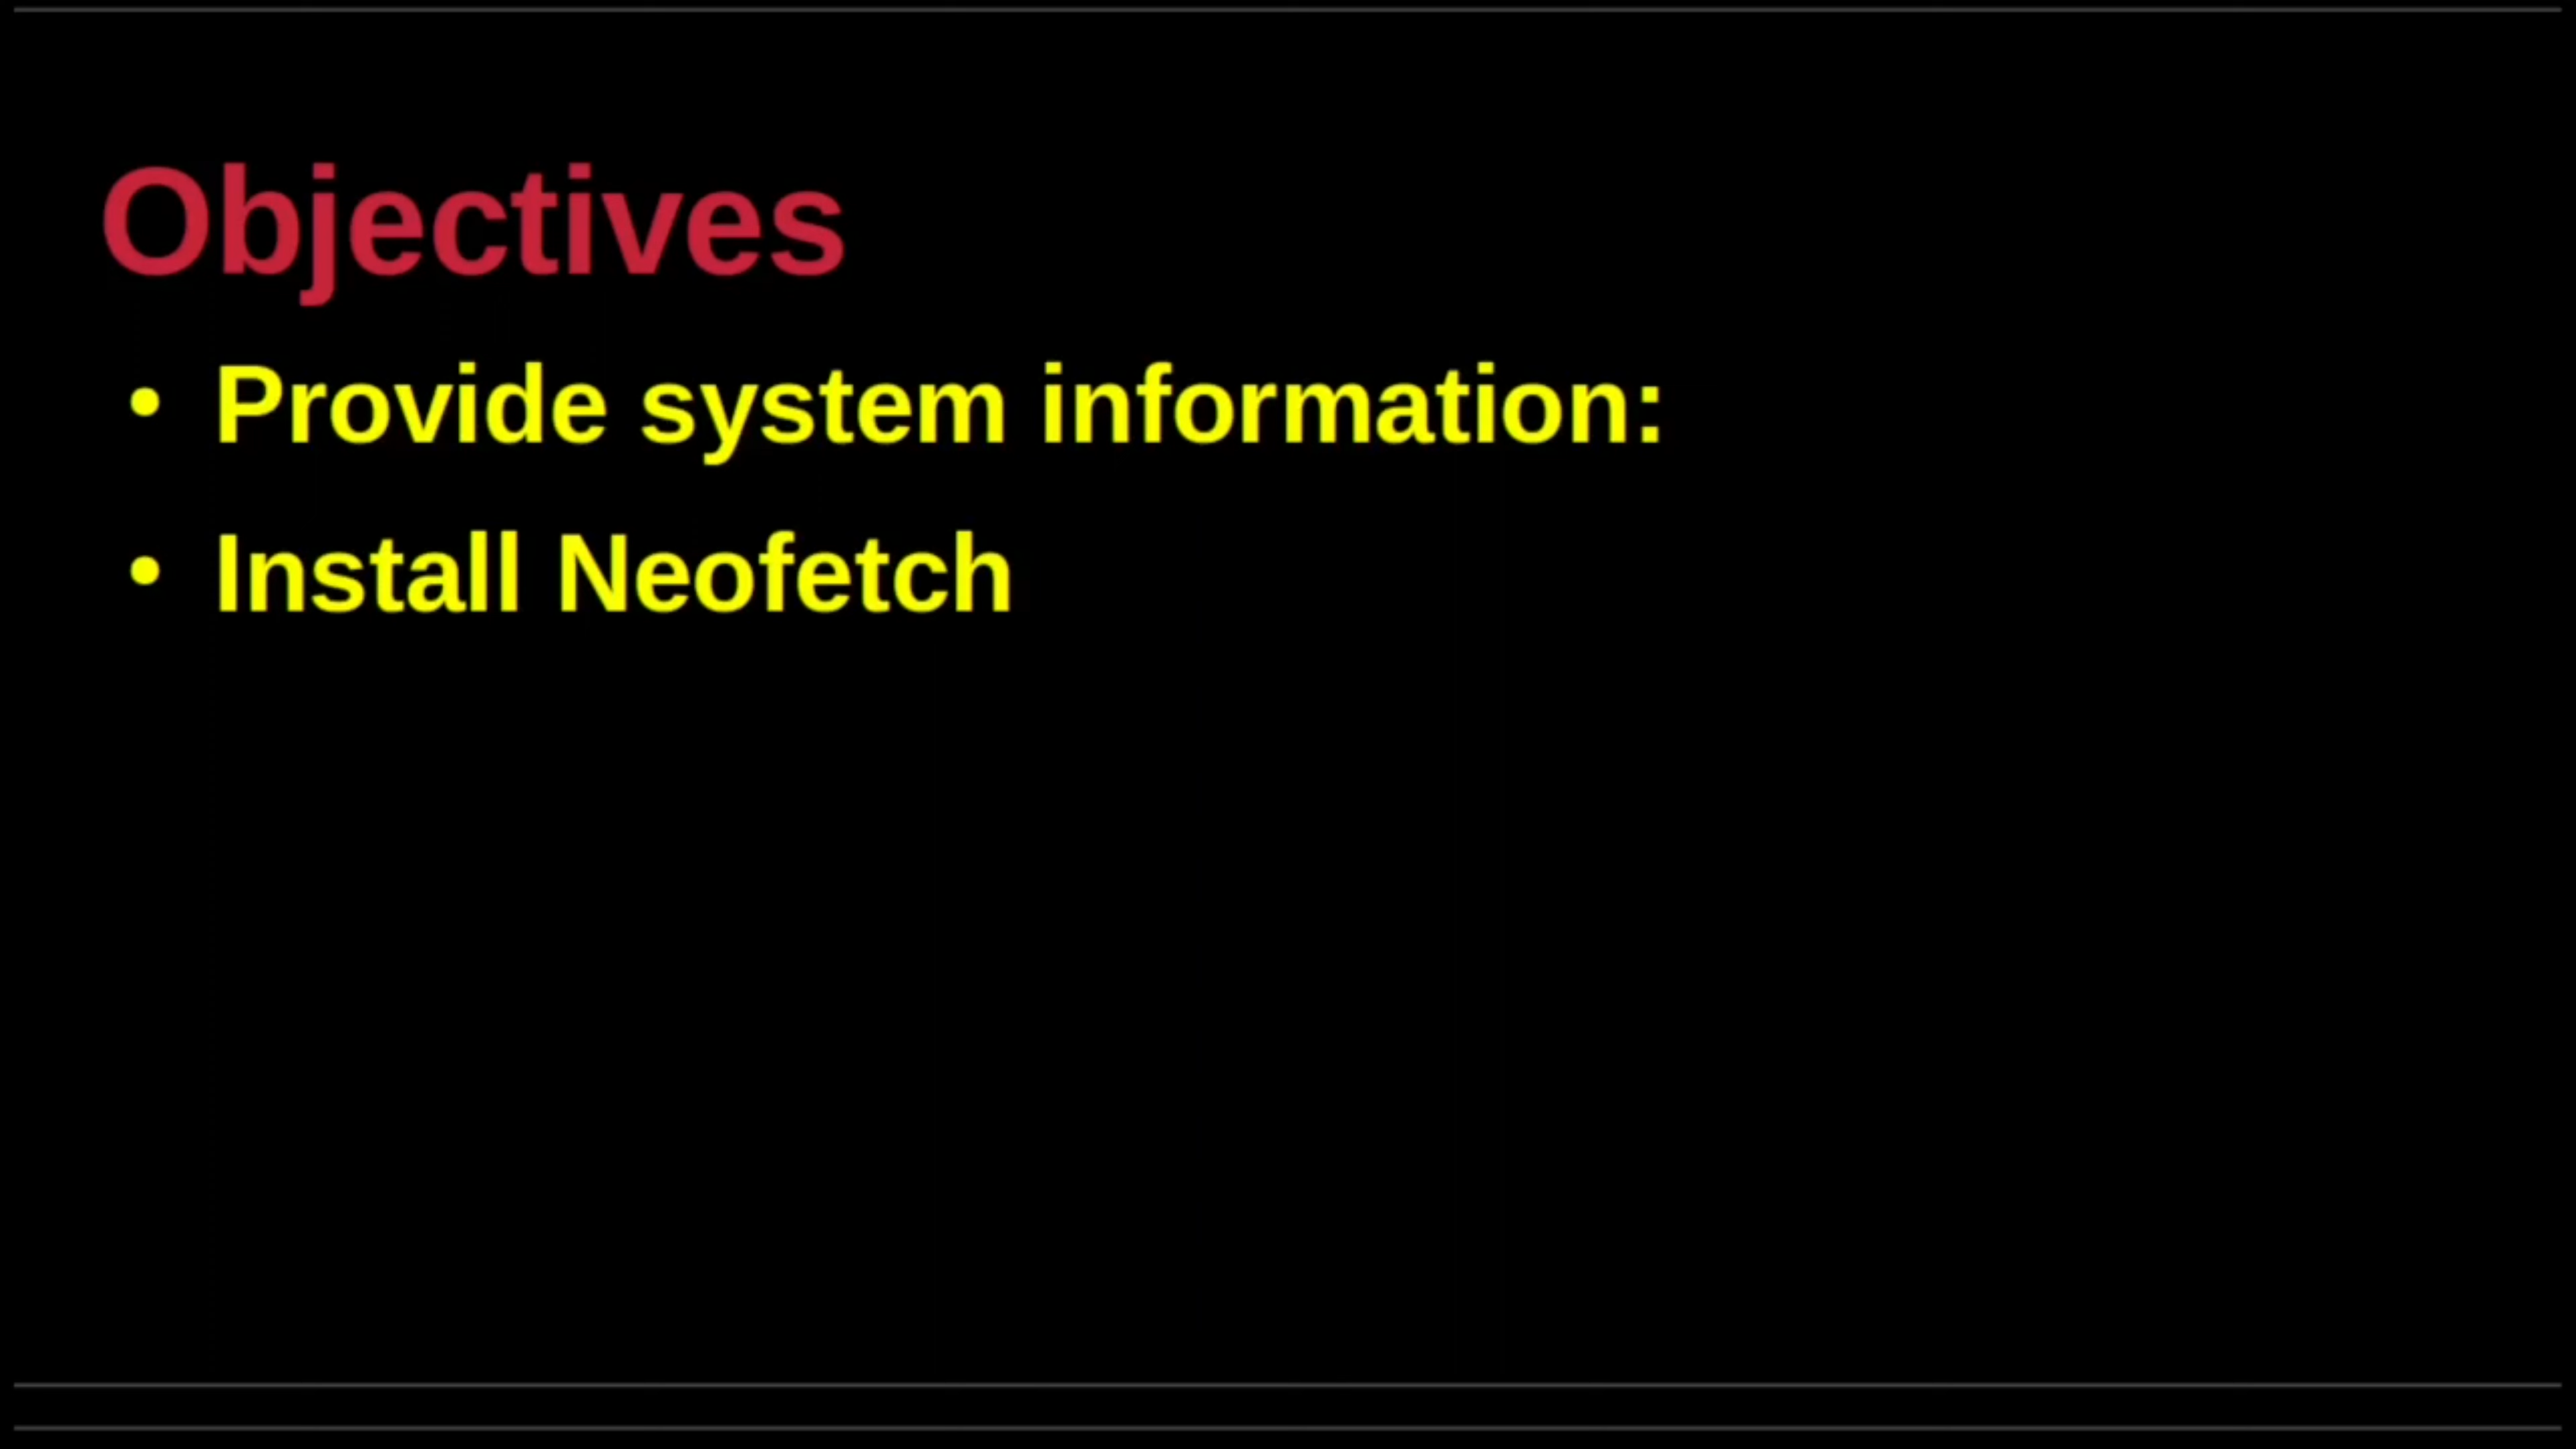 Objectives
• Provide system information:
• Install Neofetch